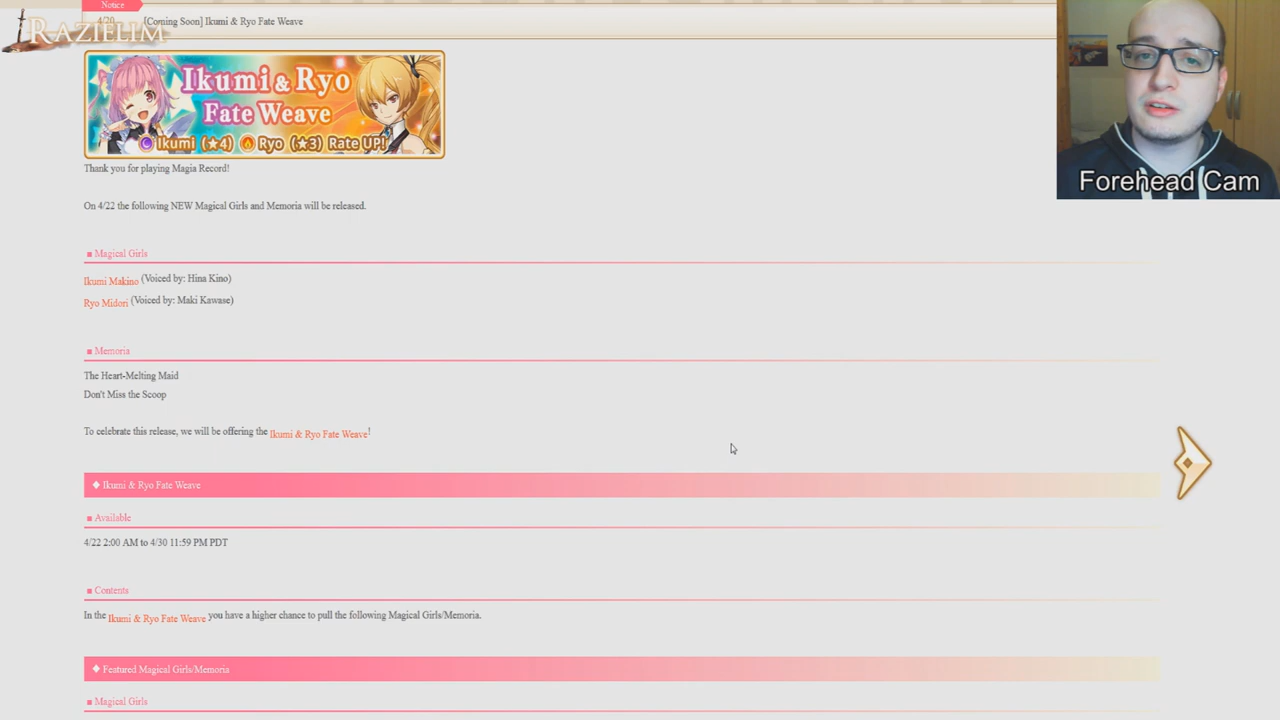 Notice
4/20 [Coming Soon] Ikumi & Ryo Fate Weave
RAZIELIM
Ikumi & Ryo
Fate Weave
Ikumi (★4) Ryo (★3) Rate UP!
Thank you for playing Magia Record!
On 4/22 the following NEW Magical Girls and Memoria will be released.
■ Magical Girls
Ikumi Makino (Voiced by: Hina Kino)
Ryo Midori (Voiced by: Maki Kawase)
■ Memoria
The Heart-Melting Maid
Don't Miss the Scoop
To celebrate this release, we will be offering the Ikumi & Ryo Fate Weave!
◆ Ikumi & Ryo Fate Weave
■ Available
4/22 2:00 AM to 4/30 11:59 PM PDT
■ Contents
In the Ikumi & Ryo Fate Weave you have a higher chance to pull the following Magical Girls/Memoria.
◆ Featured Magical Girls/Memoria
■ Magical Girls
Forehead Cam